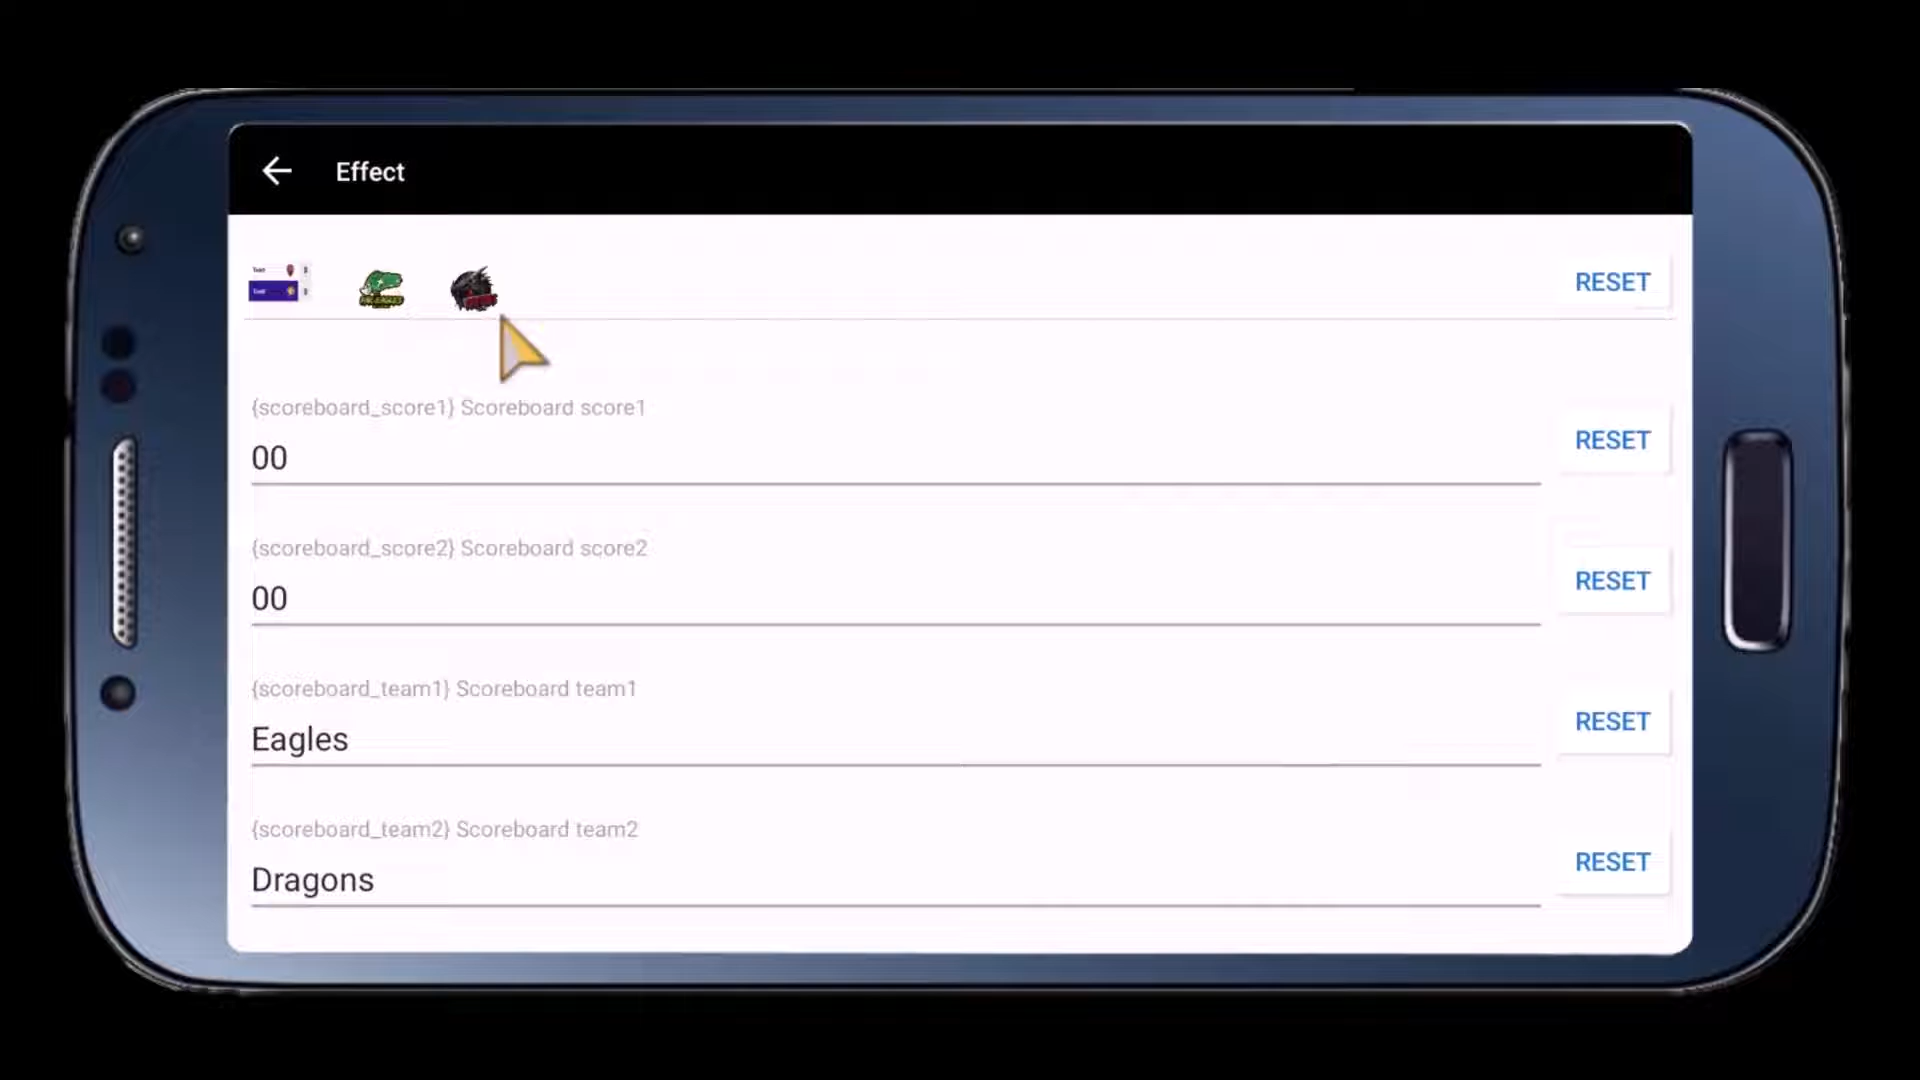 Effect
RESET
{scoreboard_score1} Scoreboard score1
00
RESET
{scoreboard_score2} Scoreboard score2
00
RESET
{scoreboard_team1} Scoreboard team1
Eagles
RESET
{scoreboard_team2} Scoreboard team2
Dragons
RESET